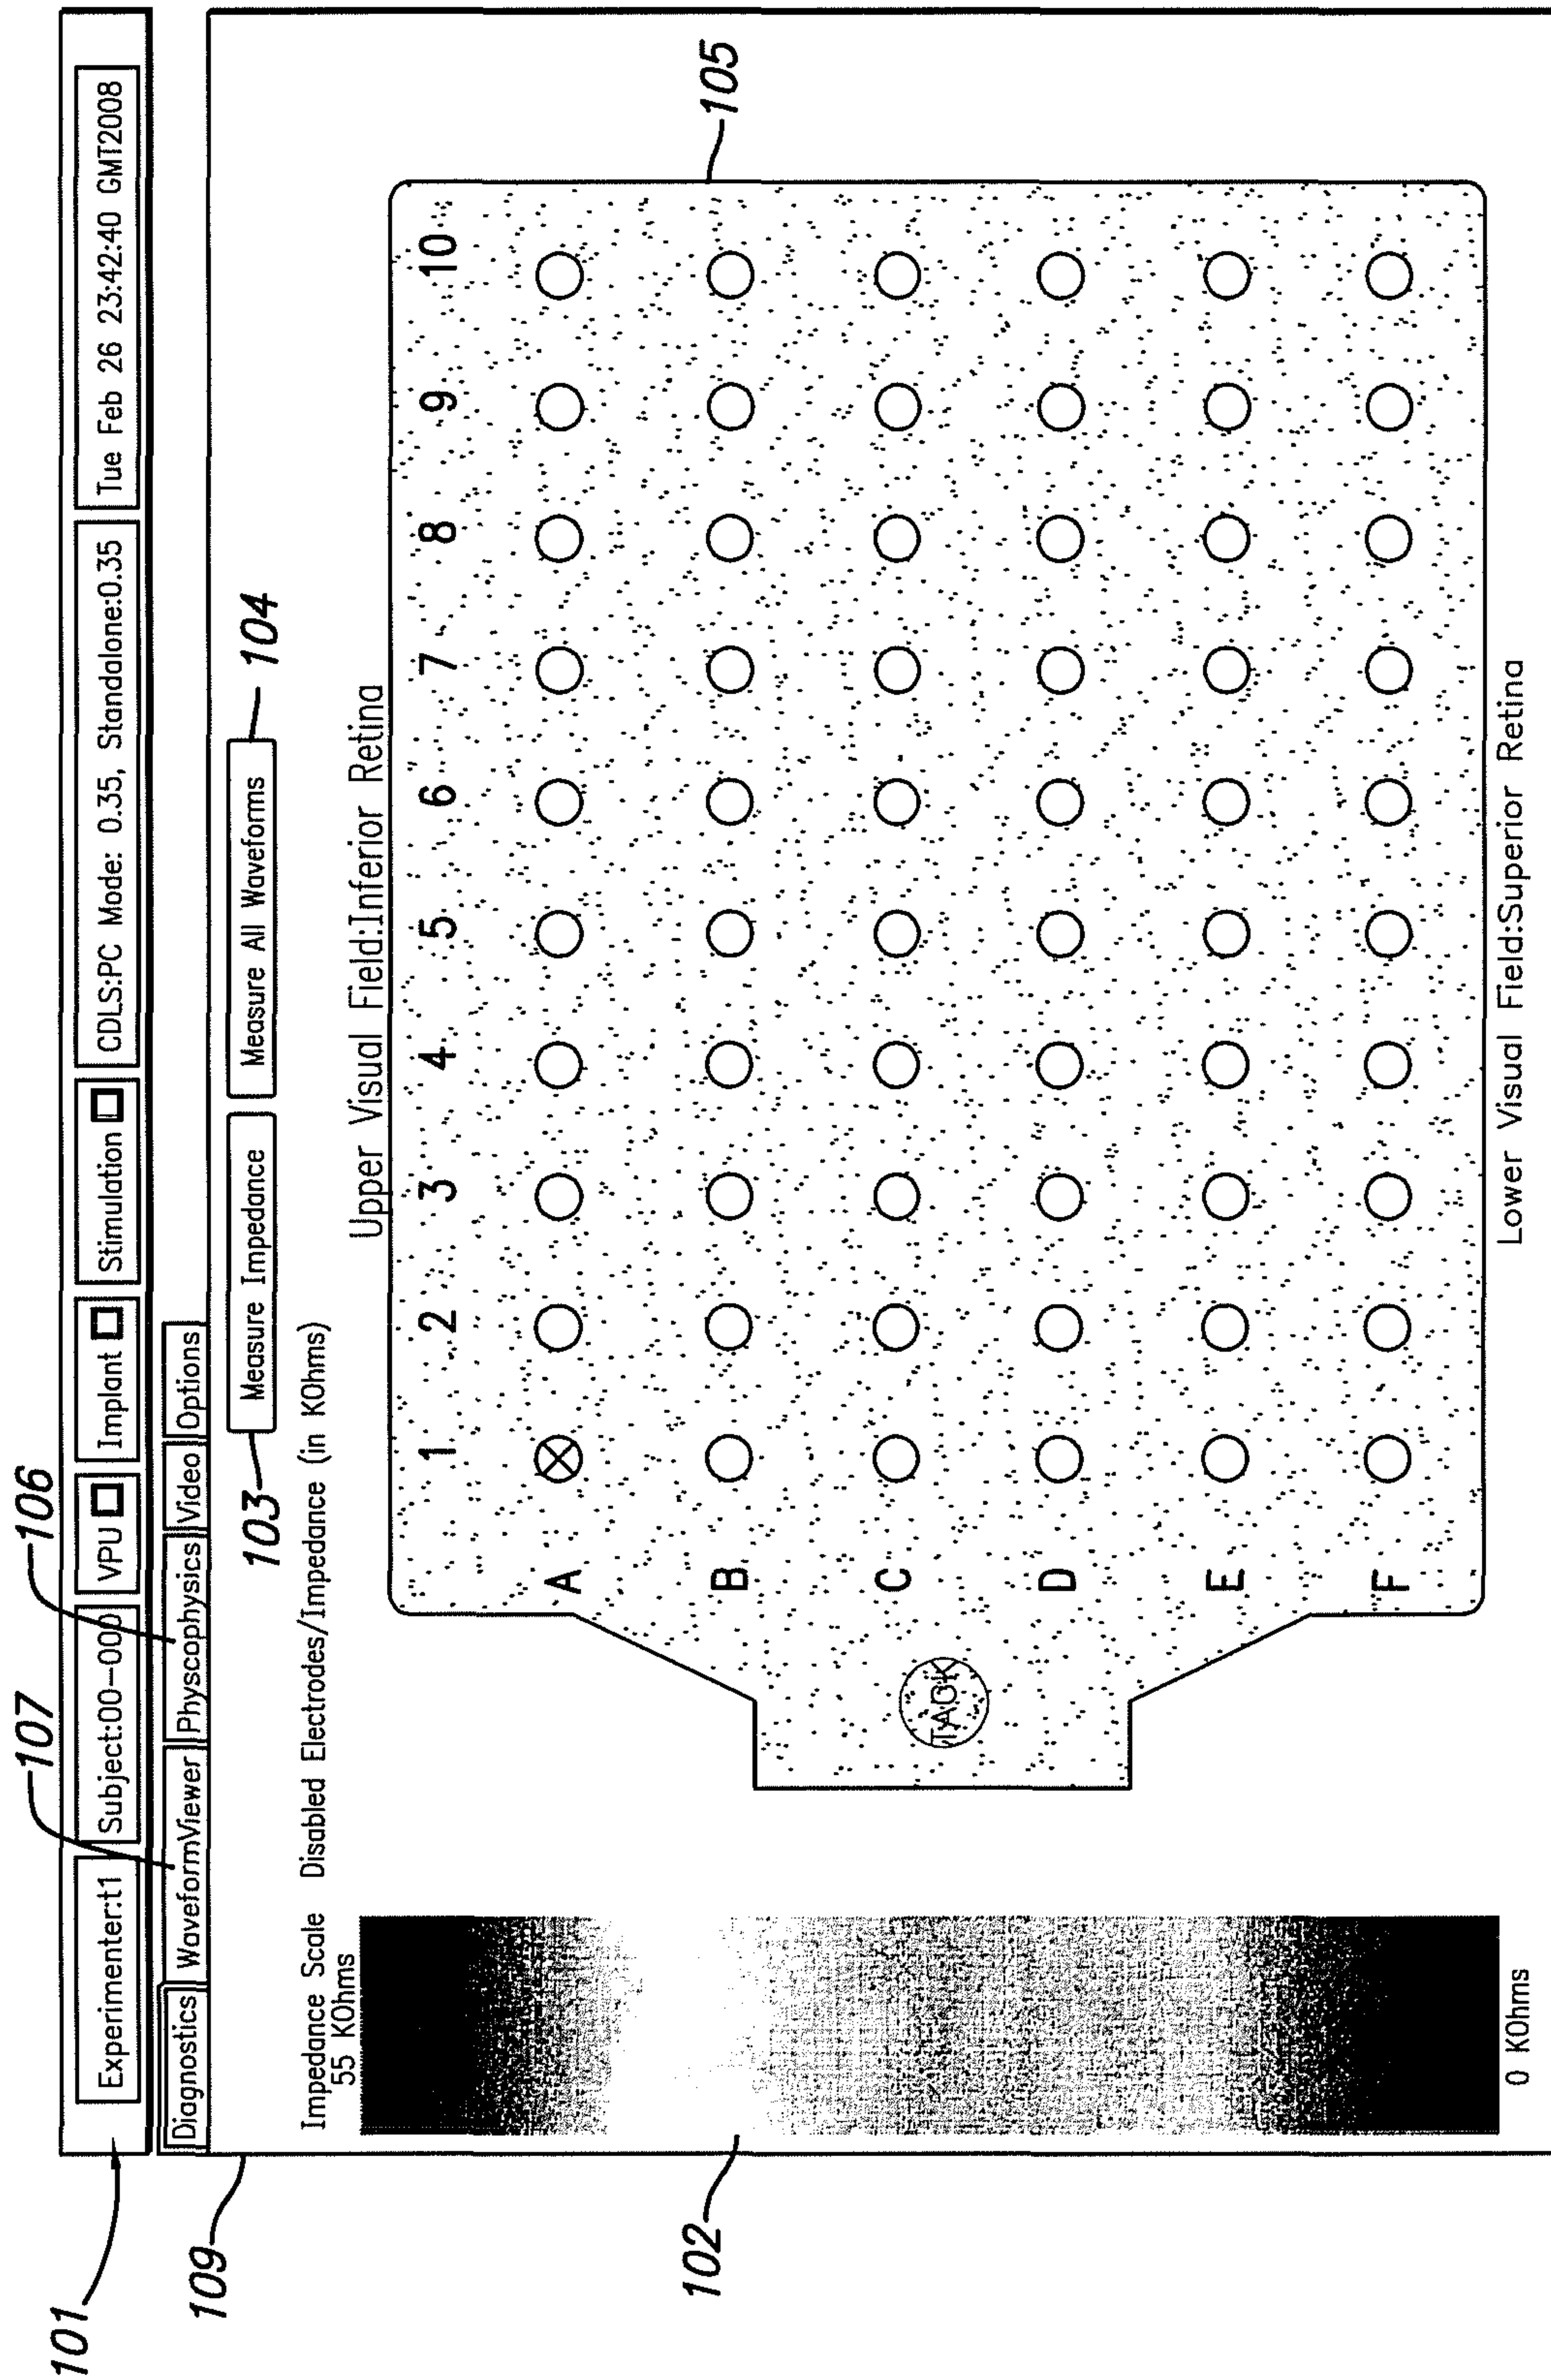 101
Experimenter:t1 Subject:00-000 VPU Implant Stimulation CDLS:PC Mode: 0.35, Standalone:0.35 Tue Feb 26 23:42:40 GMT2008
107 106
Diagnostics WaveformViewer Physcophysics Video Options
109
103 Measure Impedance Measure All Waveforms 104
Impedance Scale Disabled Electrodes/Impedance (in KOhms)
55 KOhms
Upper Visual Field:Inferior Retina
1 2 3 4 5 6 7 8 9 10
A
B
C
D
E
F
TACK
102
105
0 KOhms
Lower Visual Field:Superior Retina